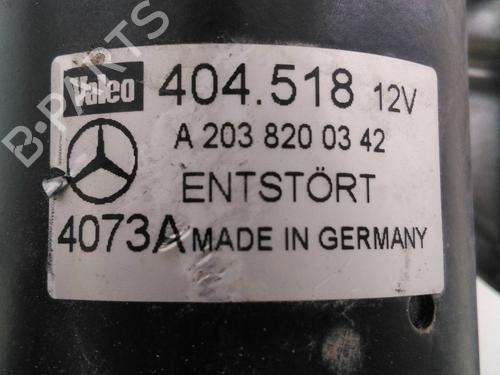 Valeo 404.518 12V
A 203 820 03 42
ENTSTÖRT
4073A MADE IN GERMANY
B-PARTS